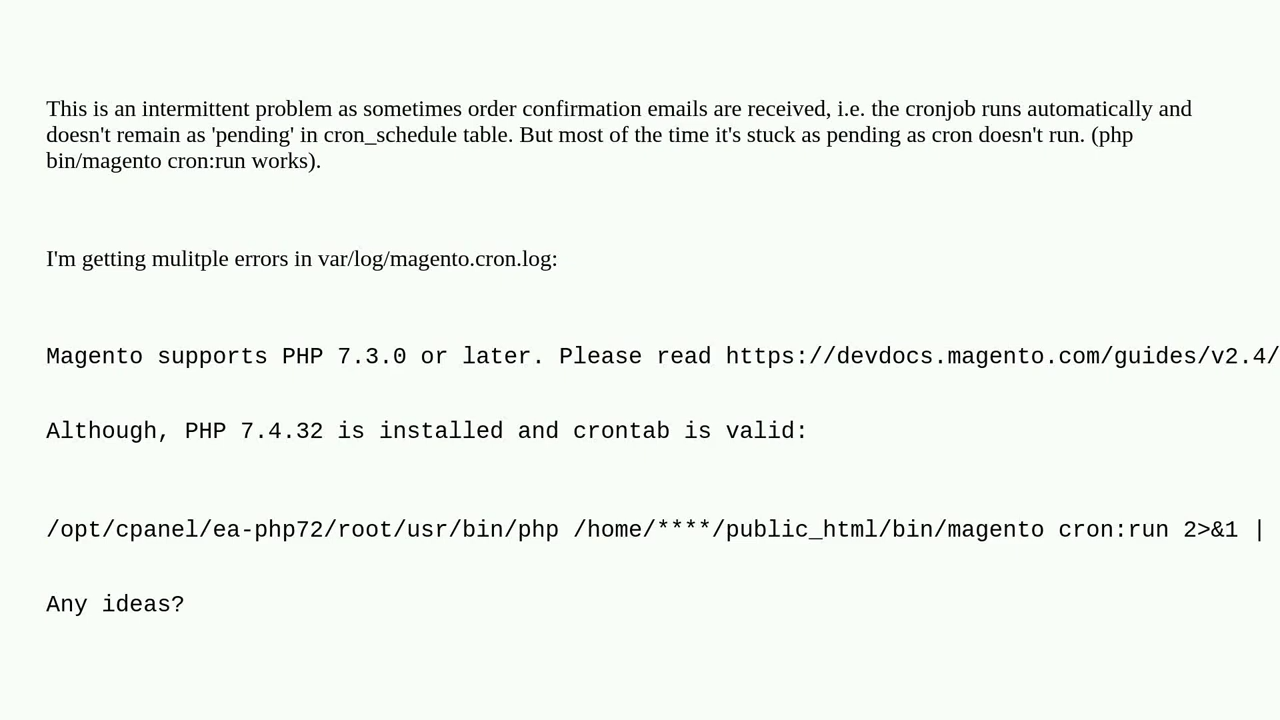 This is an intermittent problem as sometimes order confirmation emails are received, i.e. the cronjob runs automatically and
doesn't remain as 'pending' in cron_schedule table. But most of the time it's stuck as pending as cron doesn't run. (php
bin/magento cron:run works).
I'm getting mulitple errors in var/log/magento.cron.log:
Magento supports PHP 7.3.0 or later. Please read https://devdocs.magento.com/guides/v2.4/
Although, PHP 7.4.32 is installed and crontab is valid:
/opt/cpanel/ea-php72/root/usr/bin/php /home/****/public_html/bin/magento cron:run 2>&1 |
Any ideas?